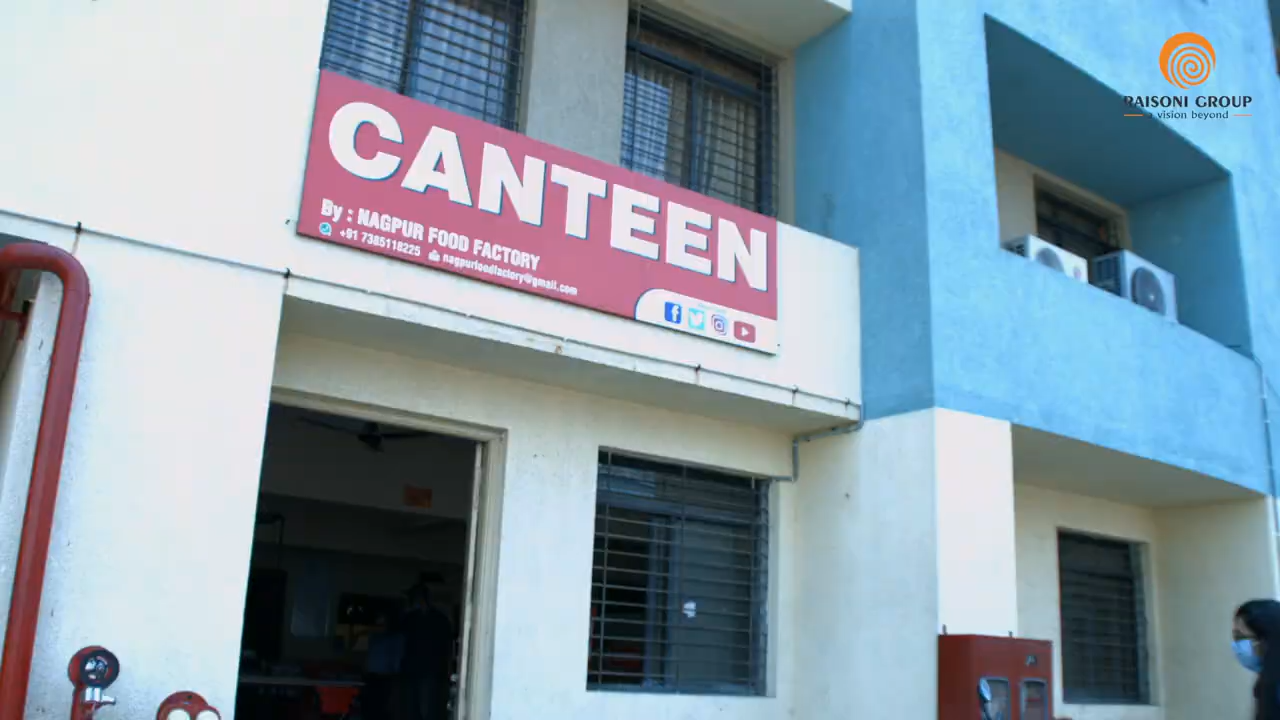 RAISONI GROUP
a vision beyond
CANTEEN
By : NAGPUR FOOD FACTORY
+91 7385118225 nagpurfoodfactory@gmail.com